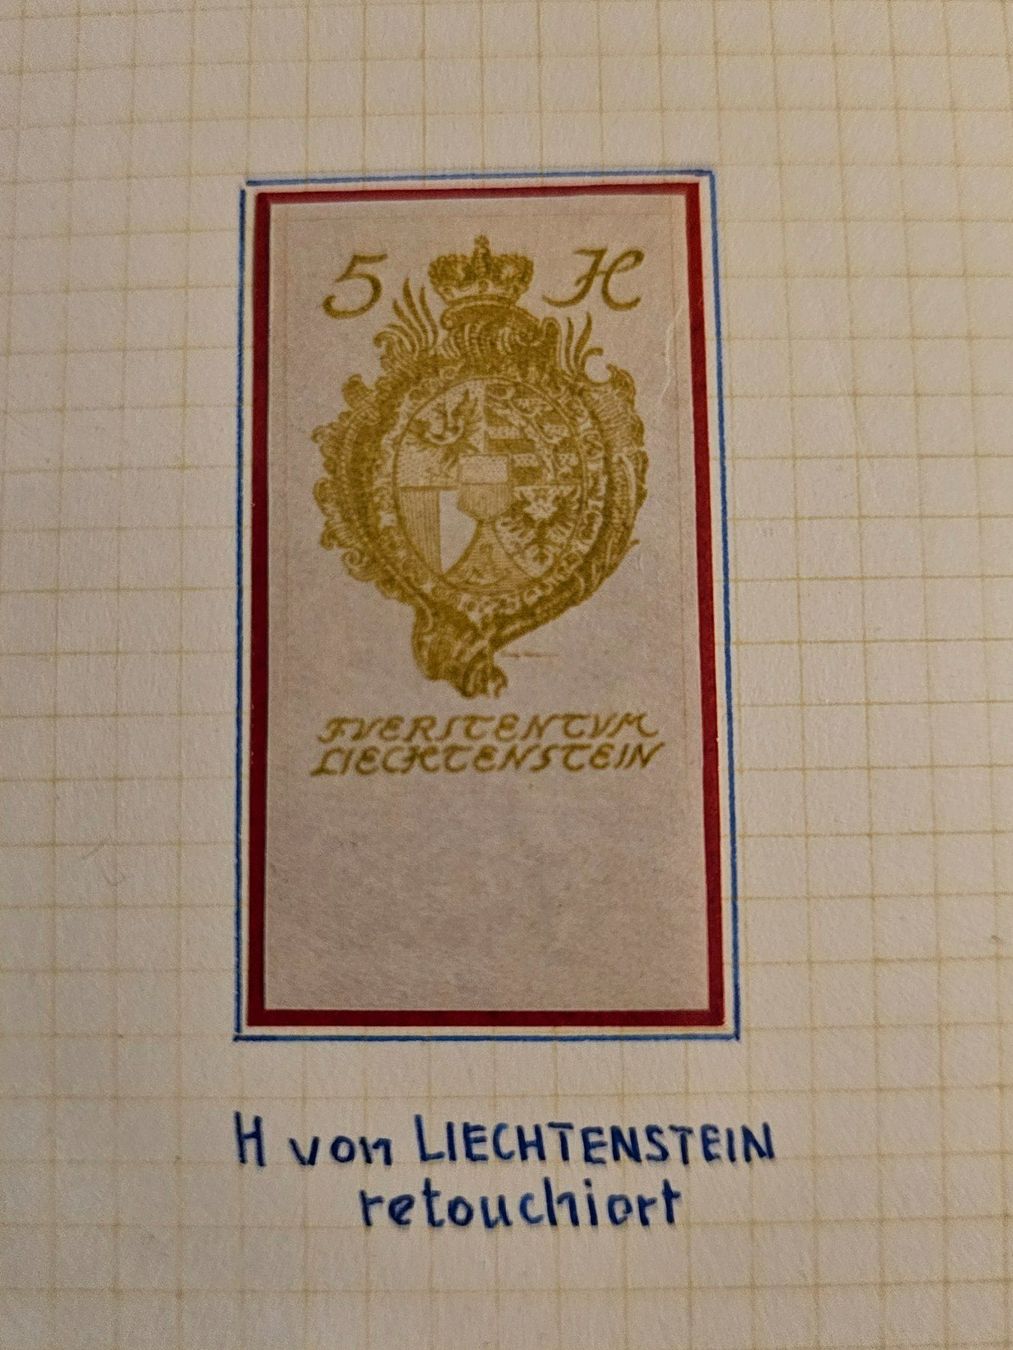 5 H
FVERSTENTVM
LIECHTENSTEIN
H von LIECHTENSTEIN
retouchiert